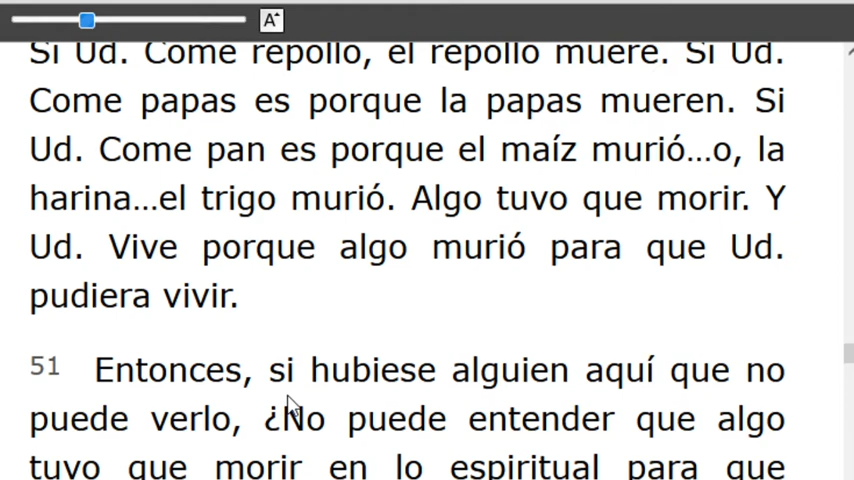 A
Si Ud. Come repollo, el repollo muere. Si Ud.
Come papas es porque la papas mueren. Si
Ud. Come pan es porque el maíz murió...o, la
harina...el trigo murió. Algo tuvo que morir. Y
Ud. Vive porque algo murió para que Ud.
pudiera vivir.
51 Entonces, si hubiese alguien aquí que no
puede verlo, ¿No puede entender que algo
tuvo que morir en lo espiritual para que